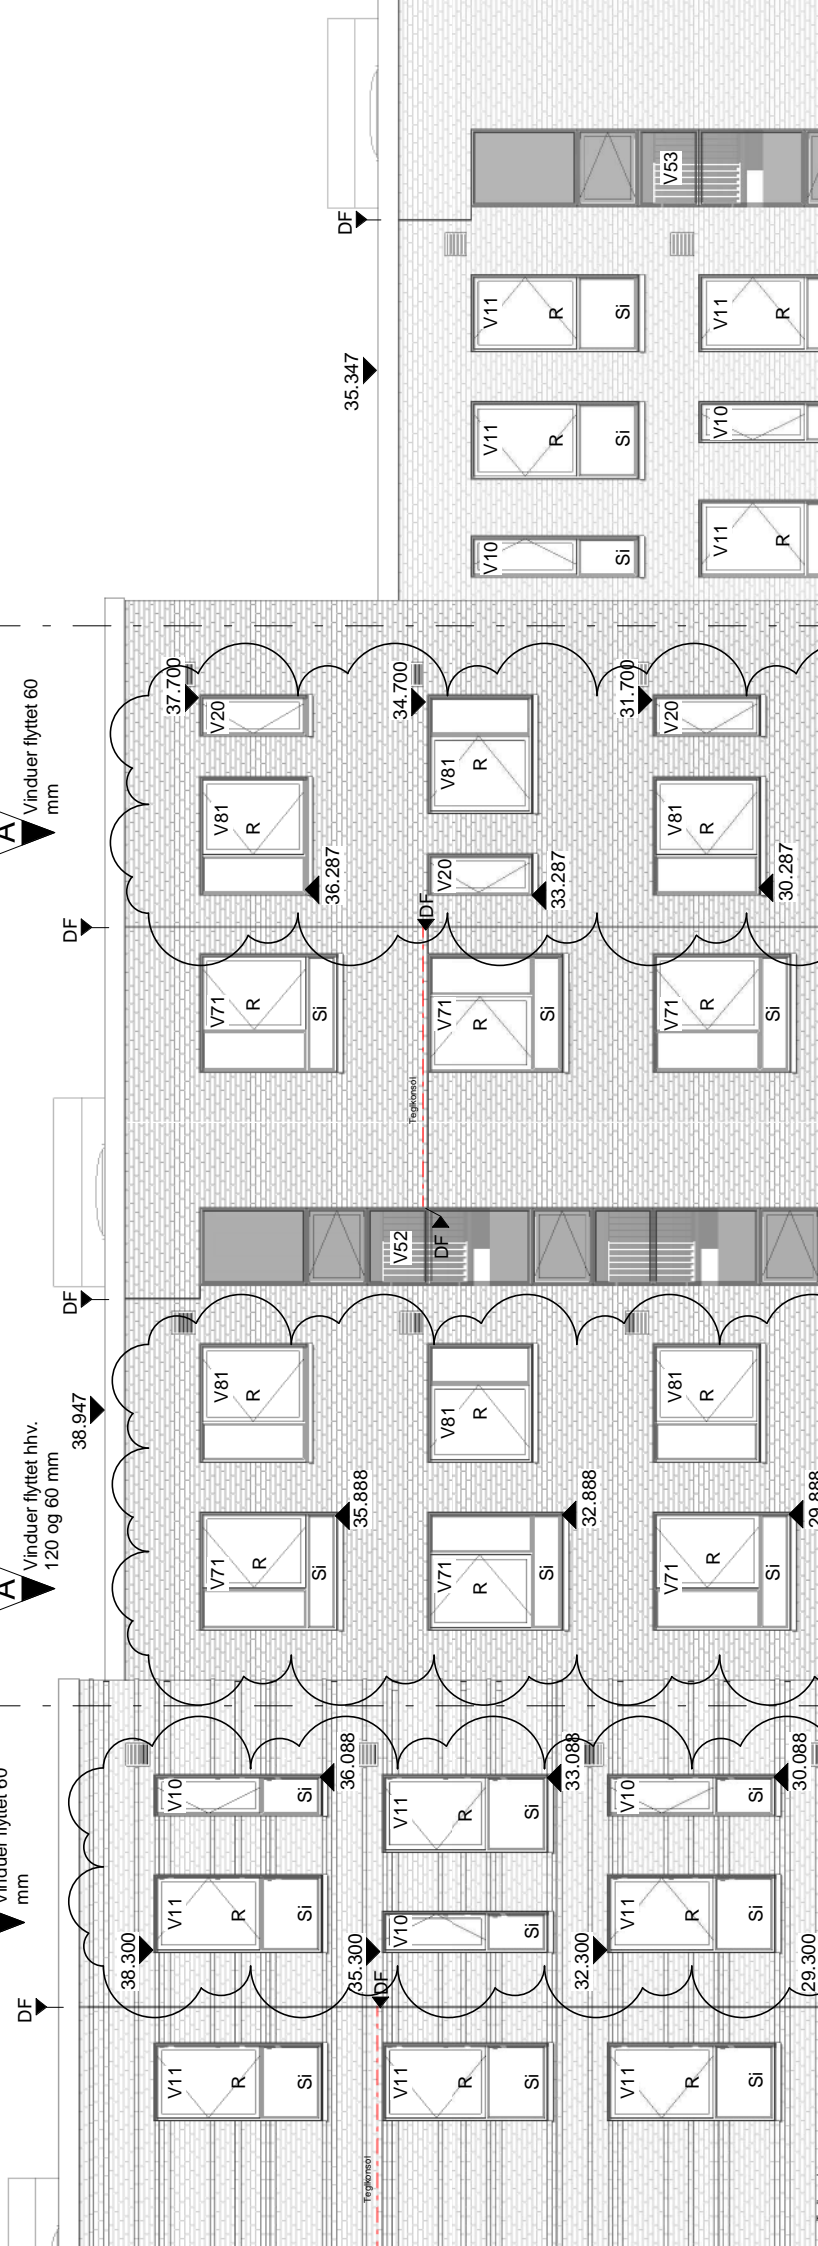 Vinduer flyttet 60
mm
A
Vinduer flyttet hhv.
120 og 60 mm
A
Vinduer flyttet 60
mm
DF
DF
DF
38.947
38.300
37.700
V11
R
Si
V11
R
Si
V10
Si
36.088
V71
R
Si
35.888
V81
R
V71
R
Si
V81
R
36.287
V20
35.347
DF
Teglkonsol
DF
35.300
V11
R
Si
V10
Si
V11
R
Si
33.088
V71
R
Si
32.888
V81
R
V52
DF
Teglkonsol
V71
R
Si
DF
V20
33.287
V81
R
34.700
V10
Si
V11
R
Si
V11
R
Si
32.300
V11
R
Si
V11
R
Si
V10
Si
30.088
V71
R
Si
29.888
V81
R
V71
R
Si
V81
R
30.287
V20
31.700
V11
R
V10
V11
R
V53
29.300